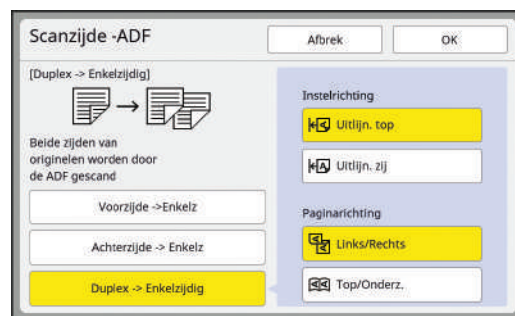 Scanzijde -ADF
Afbrek
OK
[Duplex -> Enkelzijdig]
Beide zijden van
originelen worden door
de ADF gescand
Voorzijde ->Enkelz
Achterzijde -> Enkelz
Duplex -> Enkelzijdig
Instelrichting
Uitlijn. top
Uitlijn. zij
Paginarichting
Links/Rechts
Top/Onderz.